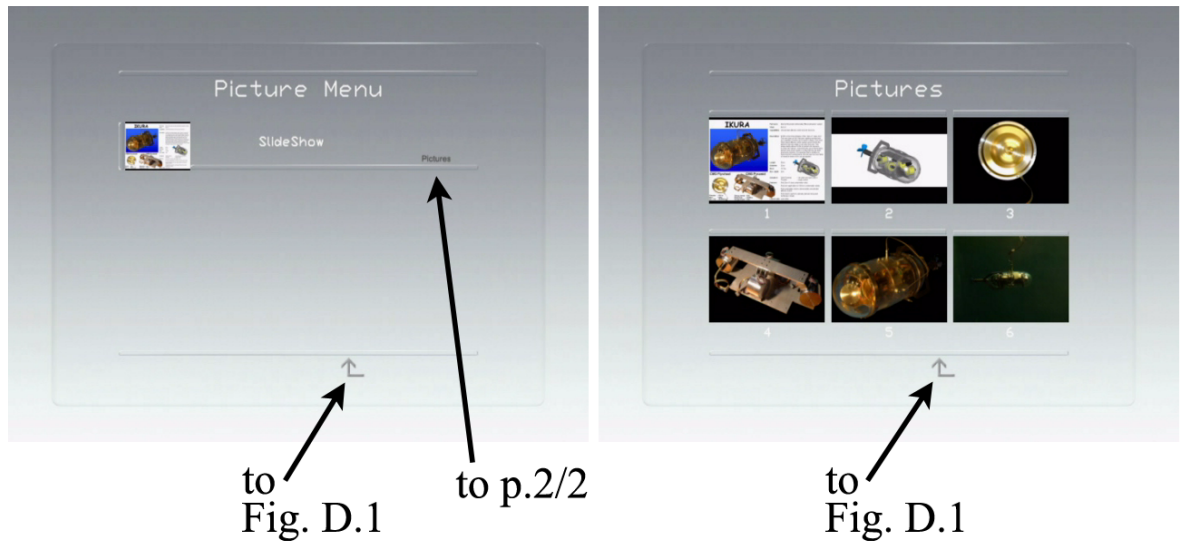 Picture Menu
IKURA
SlideShow
Pictures
to
Fig. D.1
to p.2/2
Pictures
IKURA
1
2
3
4
5
6
to
Fig. D.1